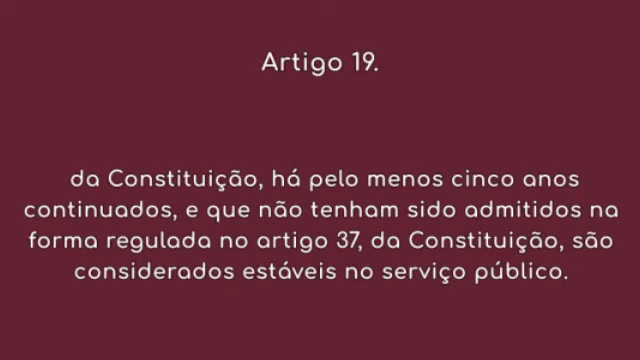 Artigo 19.
da Constituição, há pelo menos cinco anos
continuados, e que não tenham sido admitidos na
forma regulada no artigo 37, da Constituição, são
considerados estáveis no serviço público.